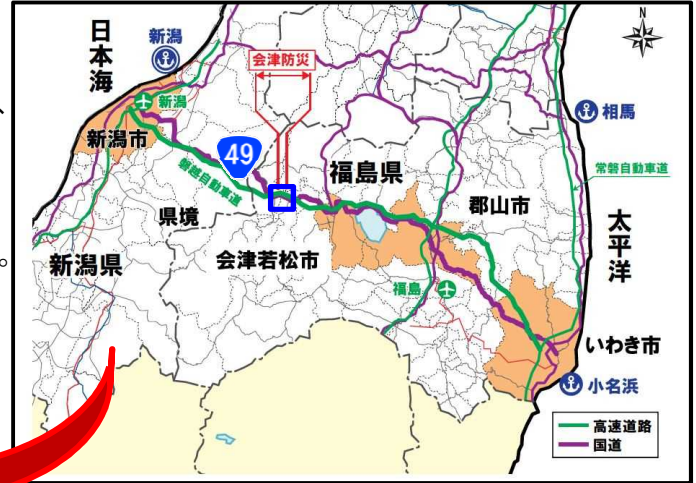 日本海
新潟
会津防災
N
新潟
相馬
新潟市
49
磐越自動車道
福島県
常磐自動車道
郡山市
県境
太平洋
新潟県
会津若松市
福島
いわき市
小名浜
高速道路
国道
、
。